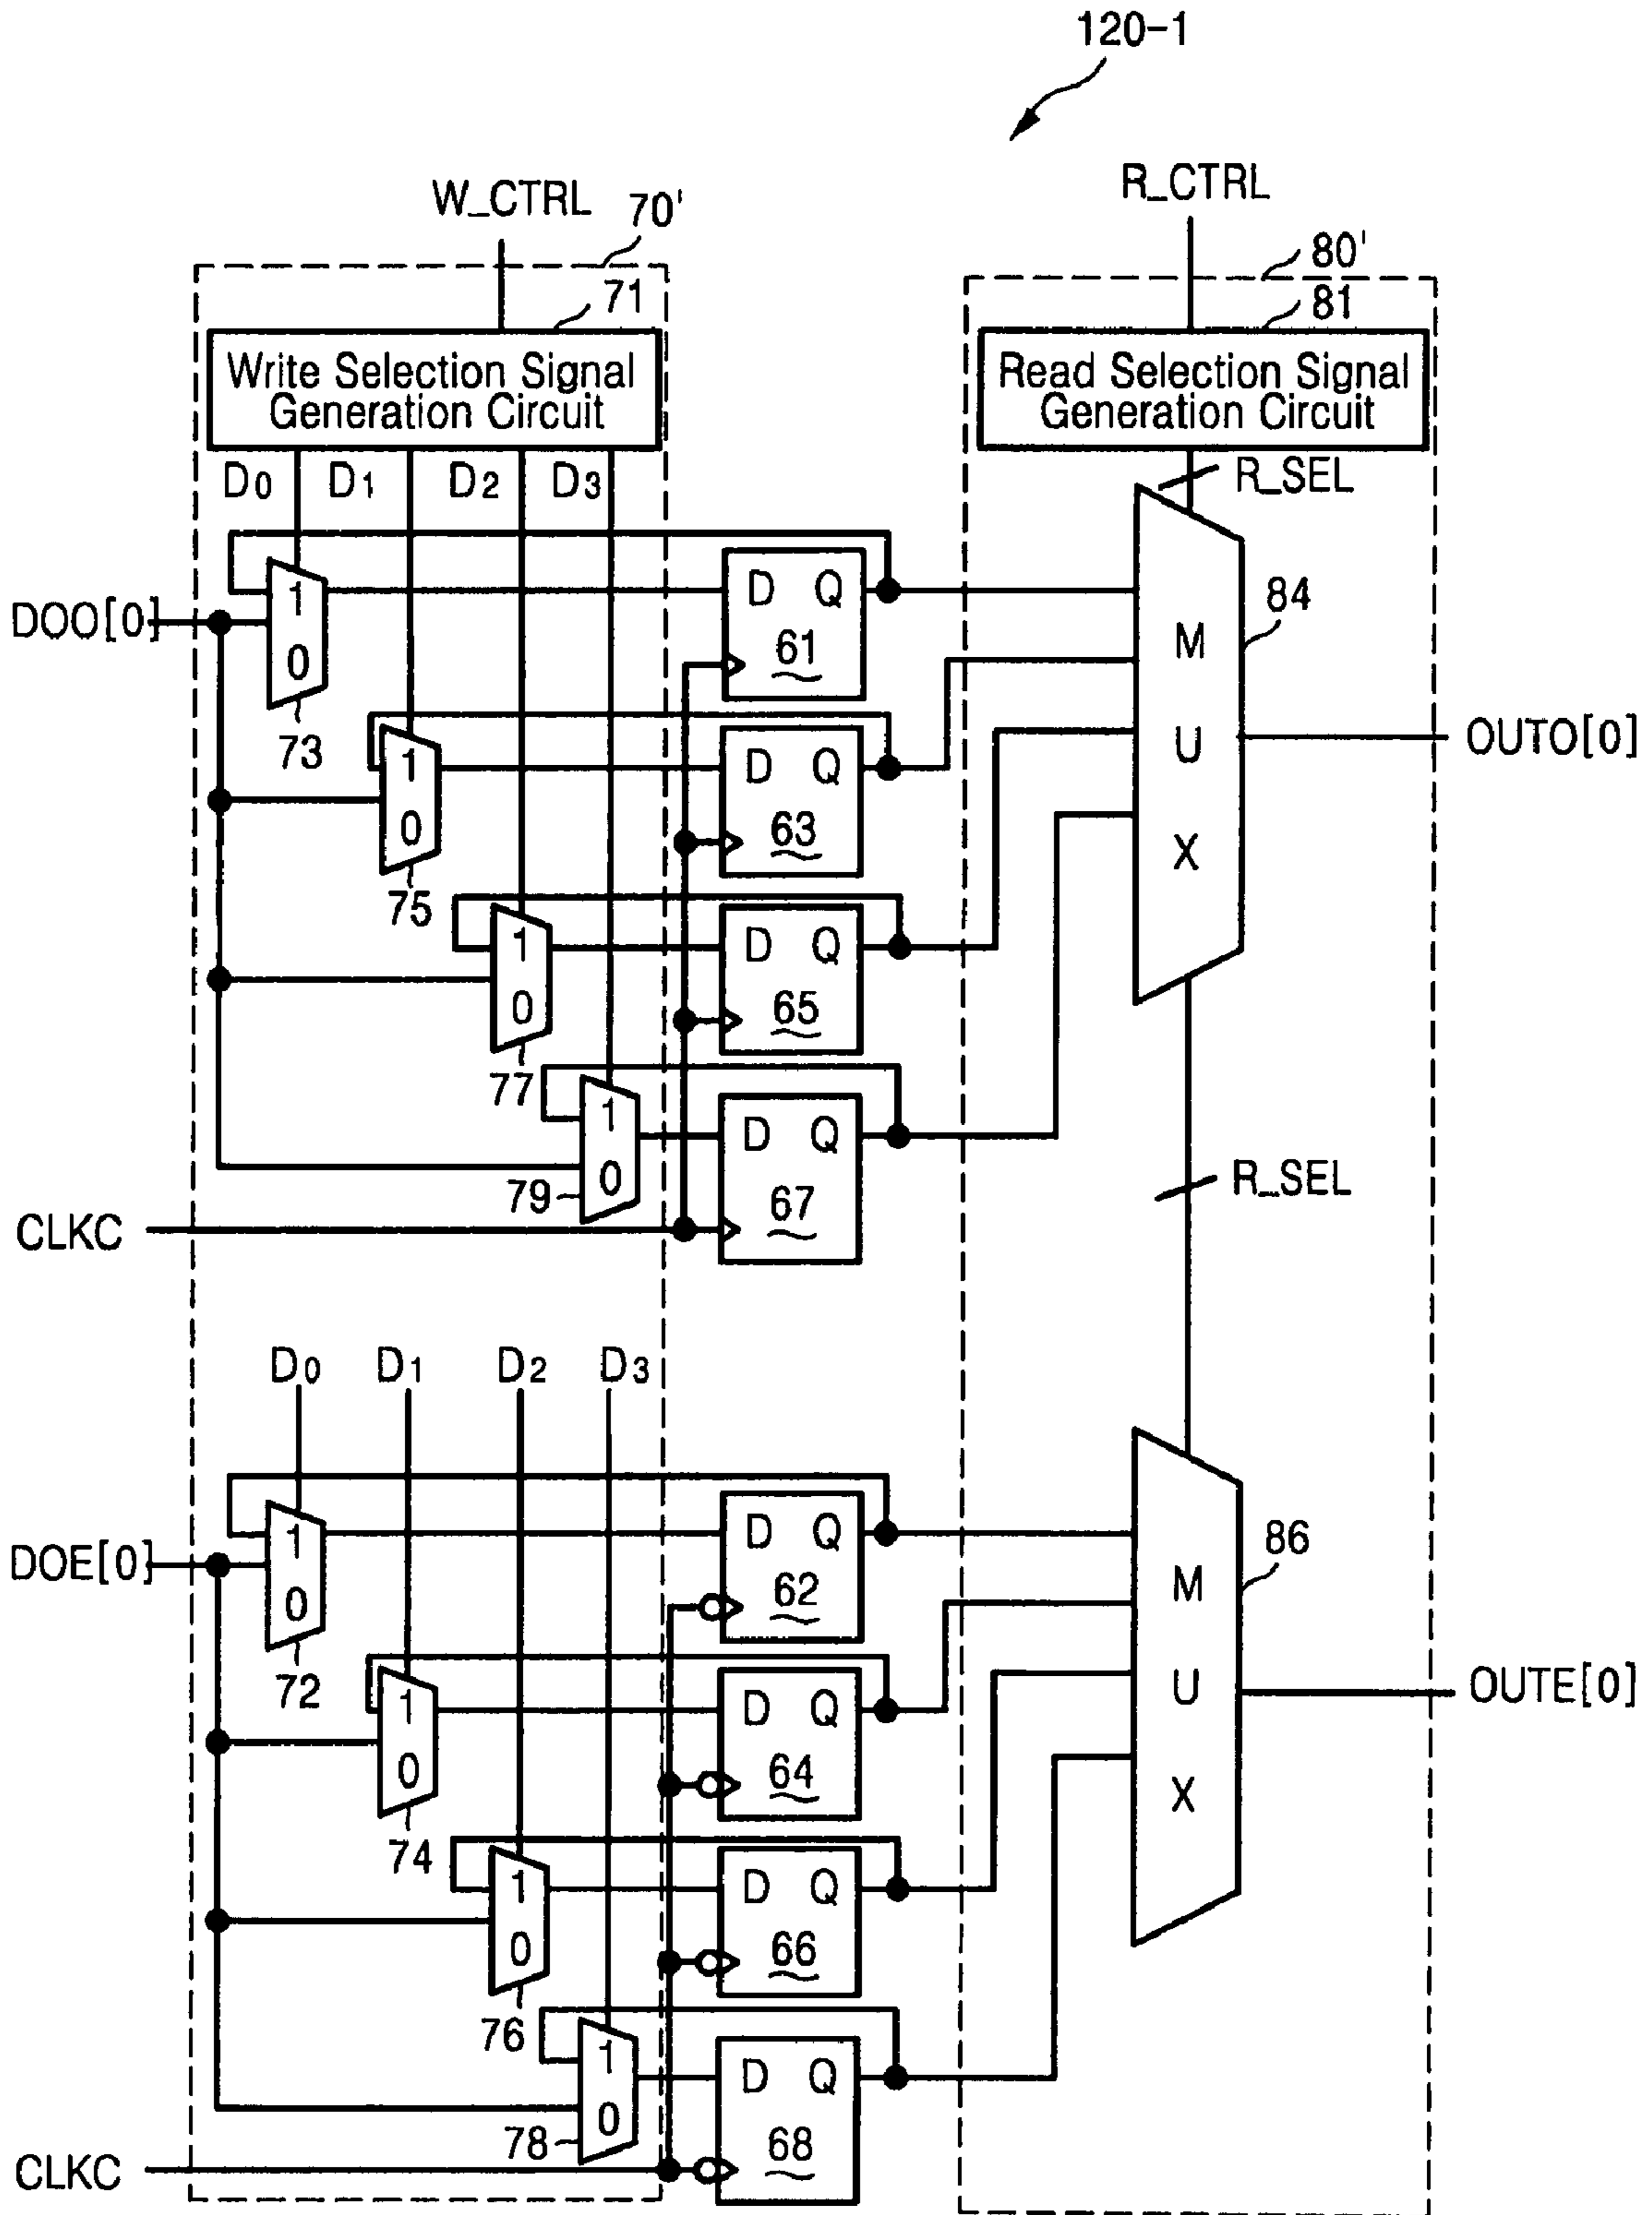 120-1
W_CTRL
70'
R_CTRL
80'
71
81
Write Selection Signal
Generation Circuit
Read Selection Signal
Generation Circuit
D0 D1 D2 D3
R_SEL
DOO[0]
1
0
73
D Q
61
84
M
U
X
OUTO[0]
1
0
75
D Q
63
1
0
77
D Q
65
1
0
79
D Q
67
R_SEL
CLKC
D0 D1 D2 D3
DOE[0]
1
0
72
D Q
62
86
M
U
X
OUTE[0]
1
0
74
D Q
64
1
0
76
D Q
66
1
0
78
D Q
68
CLKC